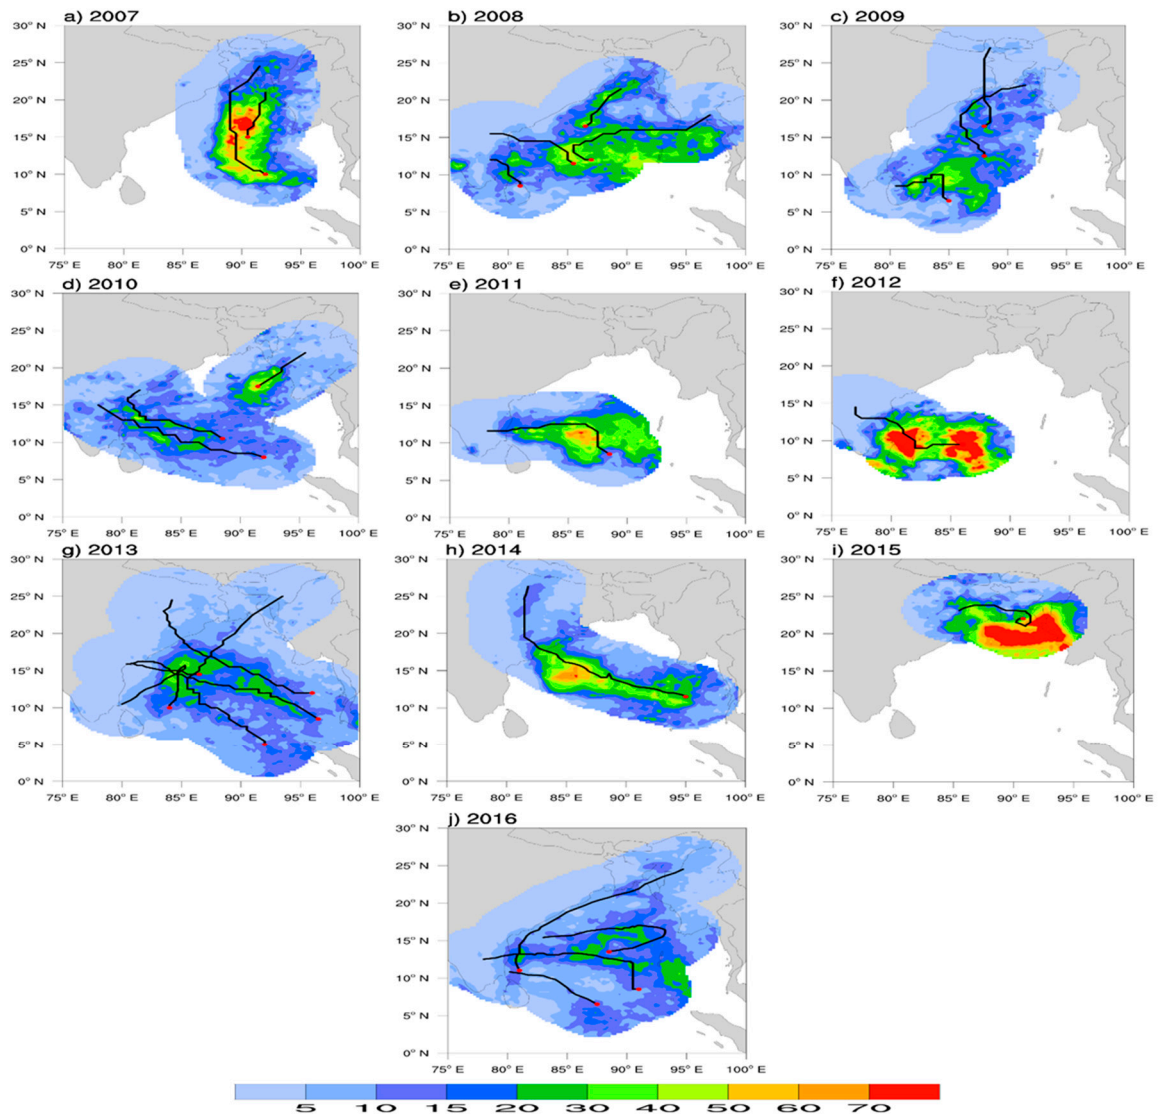 a) 2007
b) 2008
c) 2009
30° N
25° N
20° N
15° N
10° N
5° N
0° N
75° E 80° E 85° E 90° E 95° E 100° E
30° N
25° N
20° N
15° N
10° N
5° N
0° N
75° E 80° E 85° E 90° E 95° E 100° E
30° N
25° N
20° N
15° N
10° N
5° N
0° N
75° E 80° E 85° E 90° E 95° E 100° E
d) 2010
e) 2011
f) 2012
30° N
25° N
20° N
15° N
10° N
5° N
0° N
75° E 80° E 85° E 90° E 95° E 100° E
30° N
25° N
20° N
15° N
10° N
5° N
0° N
75° E 80° E 85° E 90° E 95° E 100° E
30° N
25° N
20° N
15° N
10° N
5° N
0° N
75° E 80° E 85° E 90° E 95° E 100° E
g) 2013
h) 2014
i) 2015
30° N
25° N
20° N
15° N
10° N
5° N
0° N
75° E 80° E 85° E 90° E 95° E 100° E
30° N
25° N
20° N
15° N
10° N
5° N
0° N
75° E 80° E 85° E 90° E 95° E 100° E
30° N
25° N
20° N
15° N
10° N
5° N
0° N
75° E 80° E 85° E 90° E 95° E 100° E
j) 2016
30° N
25° N
20° N
15° N
10° N
5° N
0° N
75° E 80° E 85° E 90° E 95° E 100° E
5 10 15 20 30 40 50 60 70